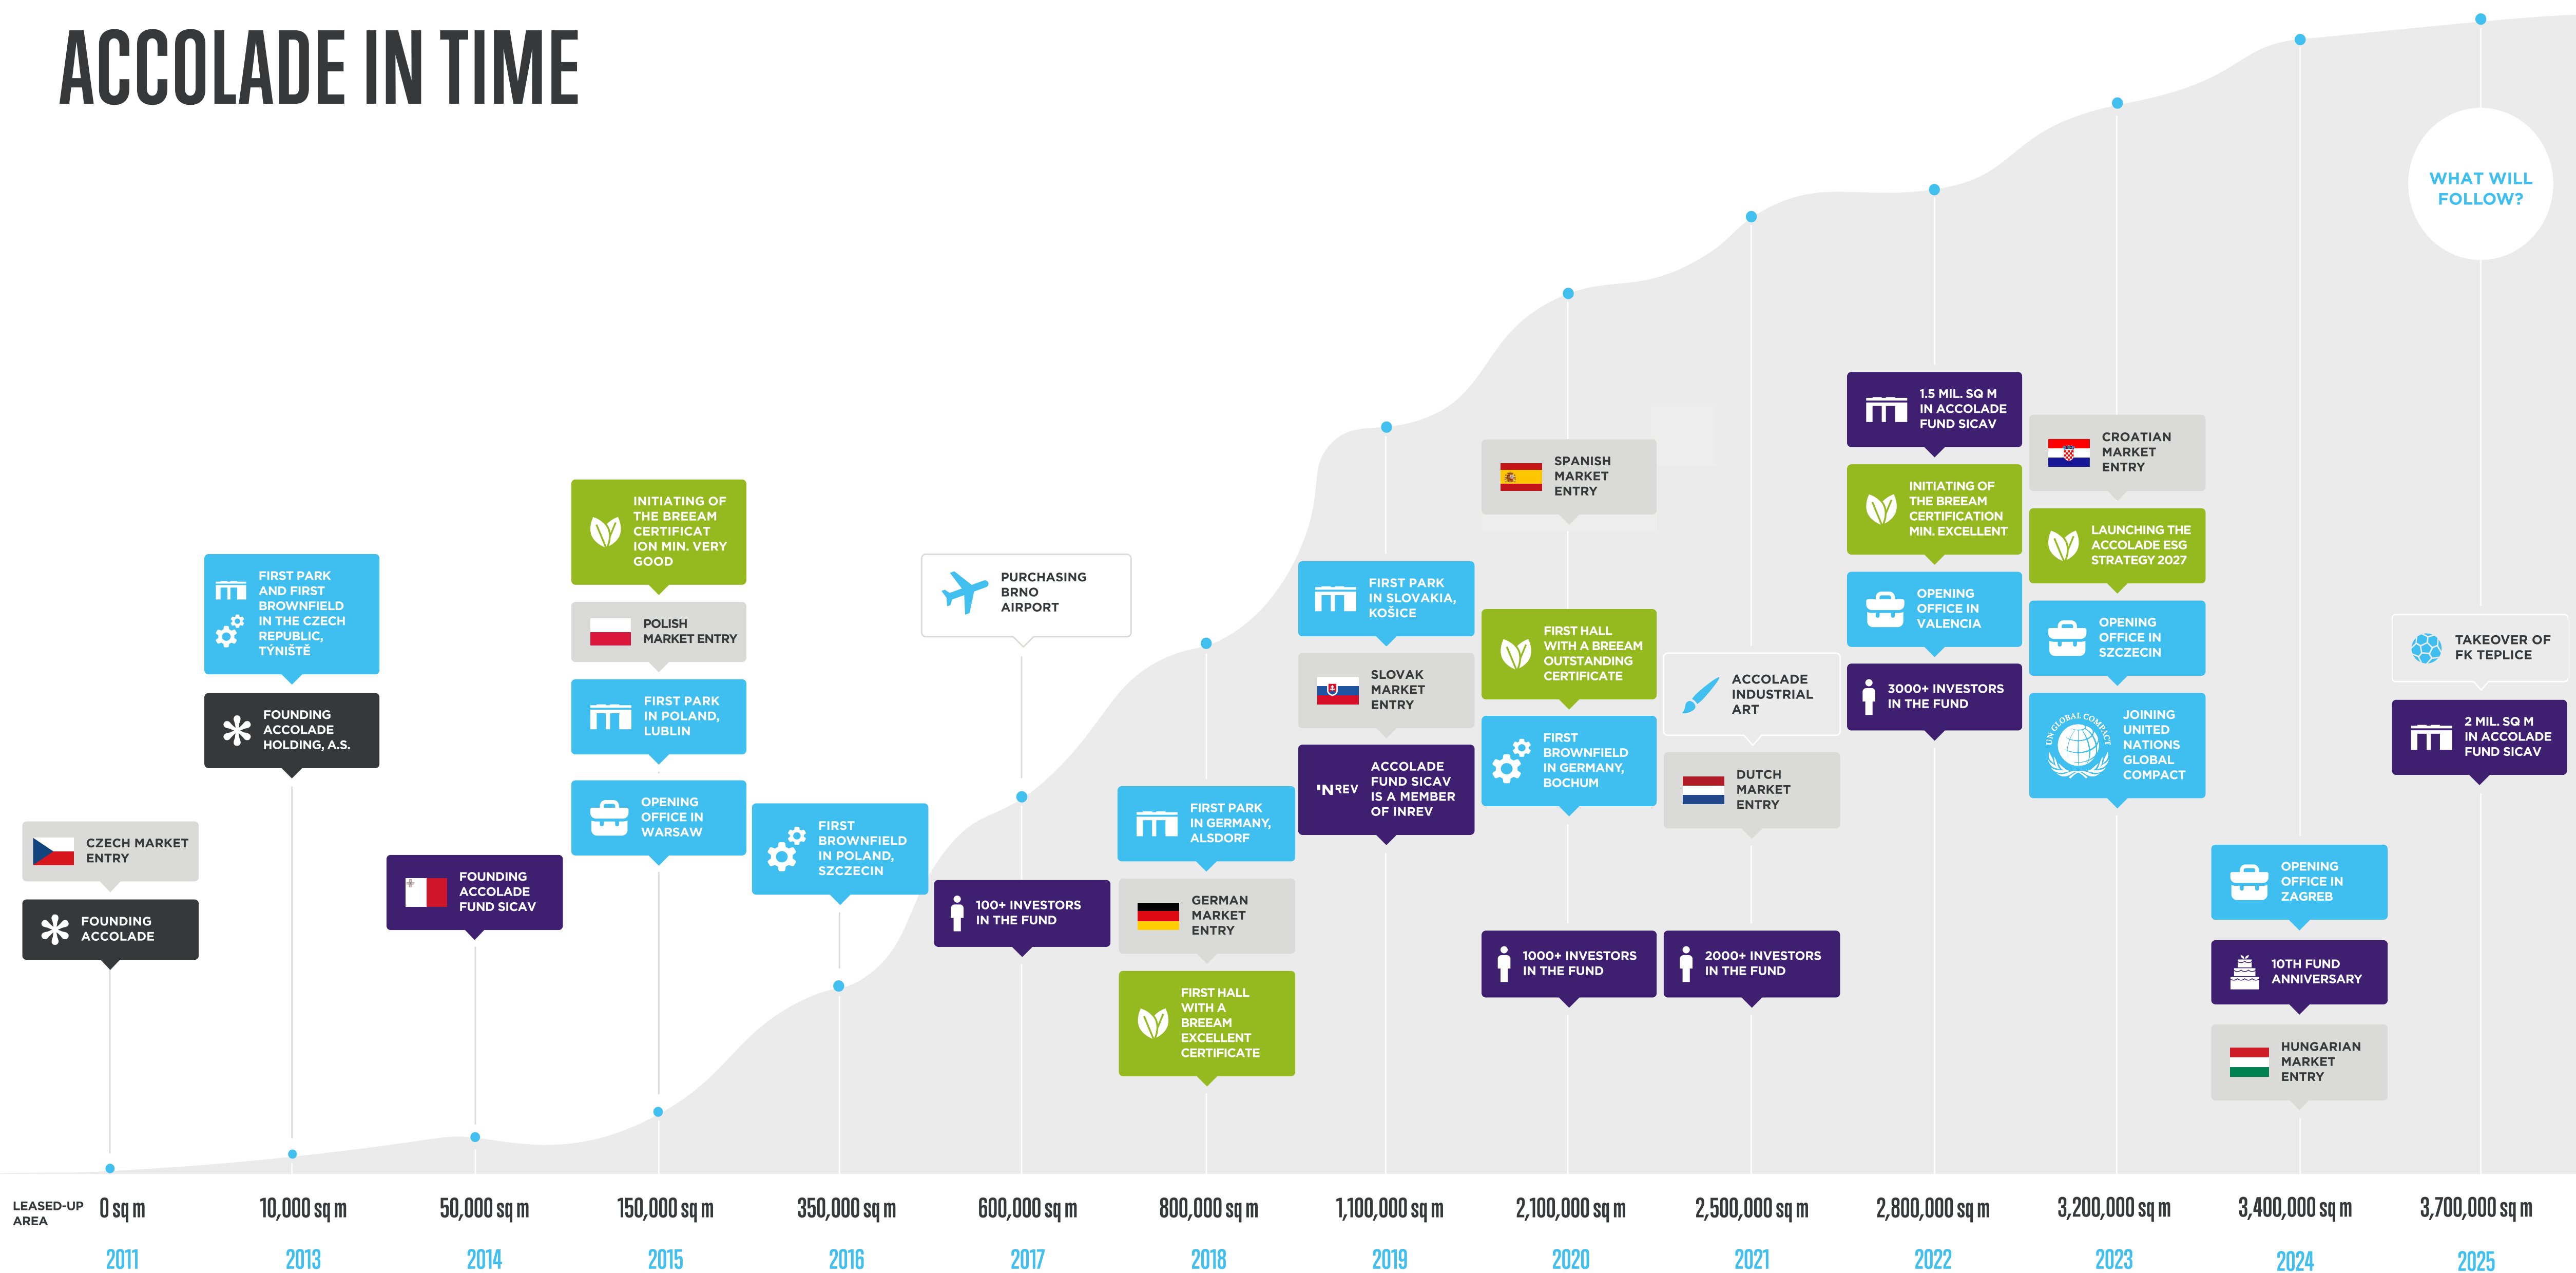 ACCOLADE IN TIME
WHAT WILL
FOLLOW?
CZECH MARKET
ENTRY
FOUNDING
ACCOLADE
FIRST PARK
AND FIRST
BROWNFIELD
IN THE CZECH
REPUBLIC,
TÝNIŠTĚ
FOUNDING
ACCOLADE
HOLDING, A.S.
FOUNDING
ACCOLADE
FUND SICAV
INITIATING OF
THE BREEAM
CERTIFICAT
ION MIN. VERY
GOOD
POLISH
MARKET ENTRY
FIRST PARK
IN POLAND,
LUBLIN
OPENING
OFFICE IN
WARSAW
FIRST
BROWNFIELD
IN POLAND,
SZCZECIN
PURCHASING
BRNO
AIRPORT
100+ INVESTORS
IN THE FUND
FIRST PARK
IN GERMANY,
ALSDORF
GERMAN
MARKET
ENTRY
FIRST HALL
WITH A
BREEAM
EXCELLENT
CERTIFICATE
FIRST PARK
IN SLOVAKIA,
KOŠICE
SLOVAK
MARKET
ENTRY
INREV
ACCOLADE
FUND SICAV
IS A MEMBER
OF INREV
SPANISH
MARKET
ENTRY
FIRST HALL
WITH A BREEAM
OUTSTANDING
CERTIFICATE
FIRST
BROWNFIELD
IN GERMANY,
BOCHUM
1000+ INVESTORS
IN THE FUND
ACCOLADE
INDUSTRIAL
ART
DUTCH
MARKET
ENTRY
2000+ INVESTORS
IN THE FUND
1.5 MIL. SQ M
IN ACCOLADE
FUND SICAV
INITIATING OF
THE BREEAM
CERTIFICATION
MIN. EXCELLENT
OPENING
OFFICE IN
VALENCIA
3000+ INVESTORS
IN THE FUND
CROATIAN
MARKET
ENTRY
LAUNCHING THE
ACCOLADE ESG
STRATEGY 2027
OPENING
OFFICE IN
SZCZECIN
UN GLOBAL COMPACT
JOINING
UNITED
NATIONS
GLOBAL
COMPACT
OPENING
OFFICE IN
ZAGREB
10TH FUND
ANNIVERSARY
HUNGARIAN
MARKET
ENTRY
TAKEOVER OF
FK TEPLICE
2 MIL. SQ M
IN ACCOLADE
FUND SICAV
LEASED-UP
AREA
0 sq m 10,000 sq m 50,000 sq m 150,000 sq m 350,000 sq m 600,000 sq m 800,000 sq m 1,100,000 sq m 2,100,000 sq m 2,500,000 sq m 2,800,000 sq m 3,200,000 sq m 3,400,000 sq m 3,700,000 sq m
2011 2013 2014 2015 2016 2017 2018 2019 2020 2021 2022 2023 2024 2025